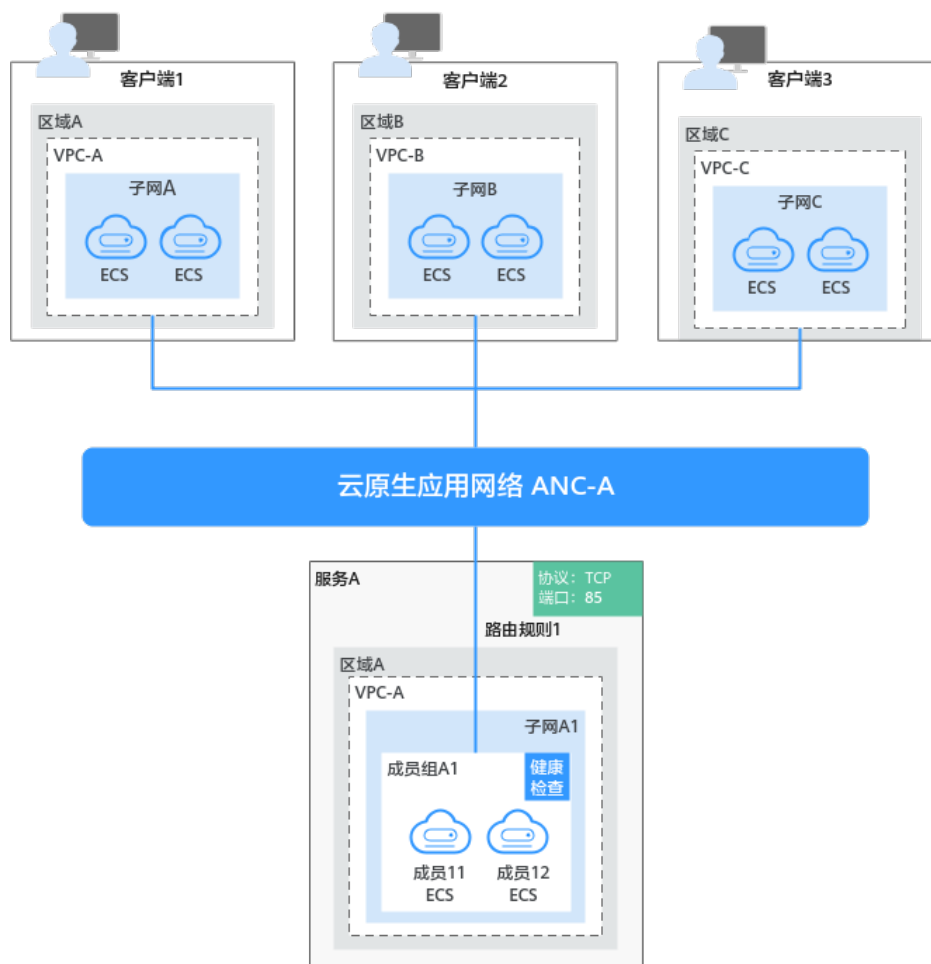 客户端1
区域A
VPC-A
子网A
ECS
ECS
客户端2
区域B
VPC-B
子网B
ECS
ECS
客户端3
区域C
VPC-C
子网C
ECS
ECS
云原生应用网络 ANC-A
服务A
协议：TCP
端口：85
路由规则1
区域A
VPC-A
子网A1
成员组A1
健康
检查
成员11
ECS
成员12
ECS